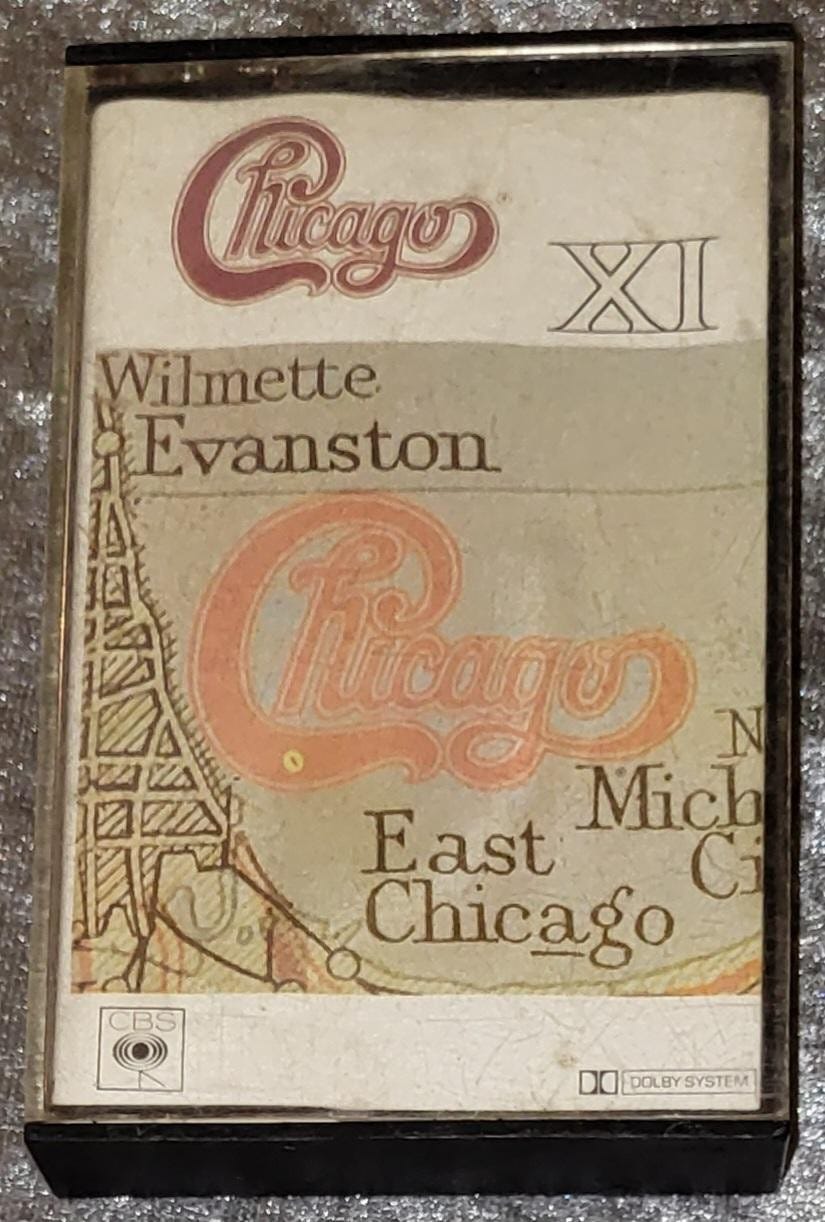 Chicago
XI
Wilmette
Evanston
Chicago
N
Mich
East
Ci
Chicago
CBS
DOLBY SYSTEM